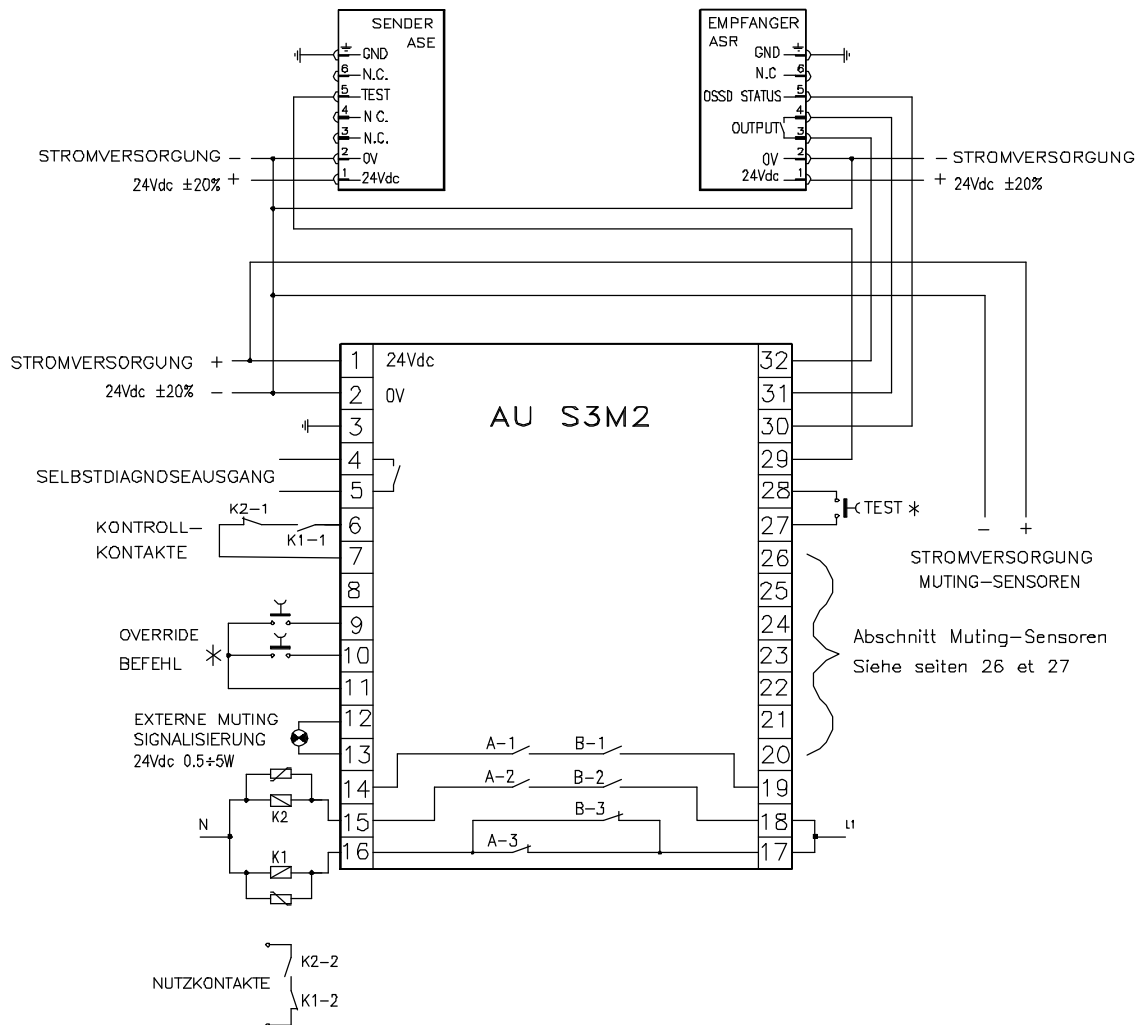 SENDER
ASE
GND
6 N.C.
5 TEST
4 N C.
3 N.C.
2 0V
1 24Vdc
EMPFANGER
ASR
GND
N.C 6
OSSD STATUS 5
4
OUTPUT
3
0V 2
24Vdc 1
STROMVERSORGUNG −
24Vdc ±20% +
− STROMVERSORGUNG
+ 24Vdc ±20%
STROMVERSORGUNG +
24Vdc ±20% −
AU S3M2
1 24Vdc
2 0V
3
4
5
6
7
8
9
10
11
12
13
14
15
16
32
31
30
29
28
27
26
25
24
23
22
21
20
19
18
17
SELBSTDIAGNOSEAUSGANG
K2-1
K1-1
KONTROLL-
KONTAKTE
OVERRIDE
BEFEHL *
EXTERNE MUTING
SIGNALISIERUNG
24Vdc 0.5÷5W
TEST *
− +
STROMVERSORGUNG
MUTING-SENSOREN
Abschnitt Muting-Sensoren
Siehe seiten 26 et 27
A-1 B-1
A-2 B-2
B-3
A-3
N
K2
K1
L1
NUTZKONTAKTE
K2-2
K1-2